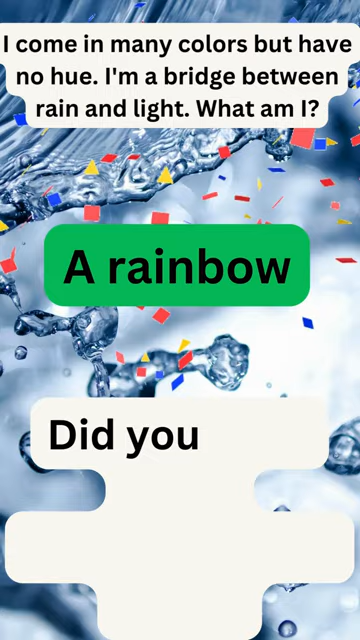 I come in many colors but have
no hue. I'm a bridge between
rain and light. What am I?
A rainbow
Did you